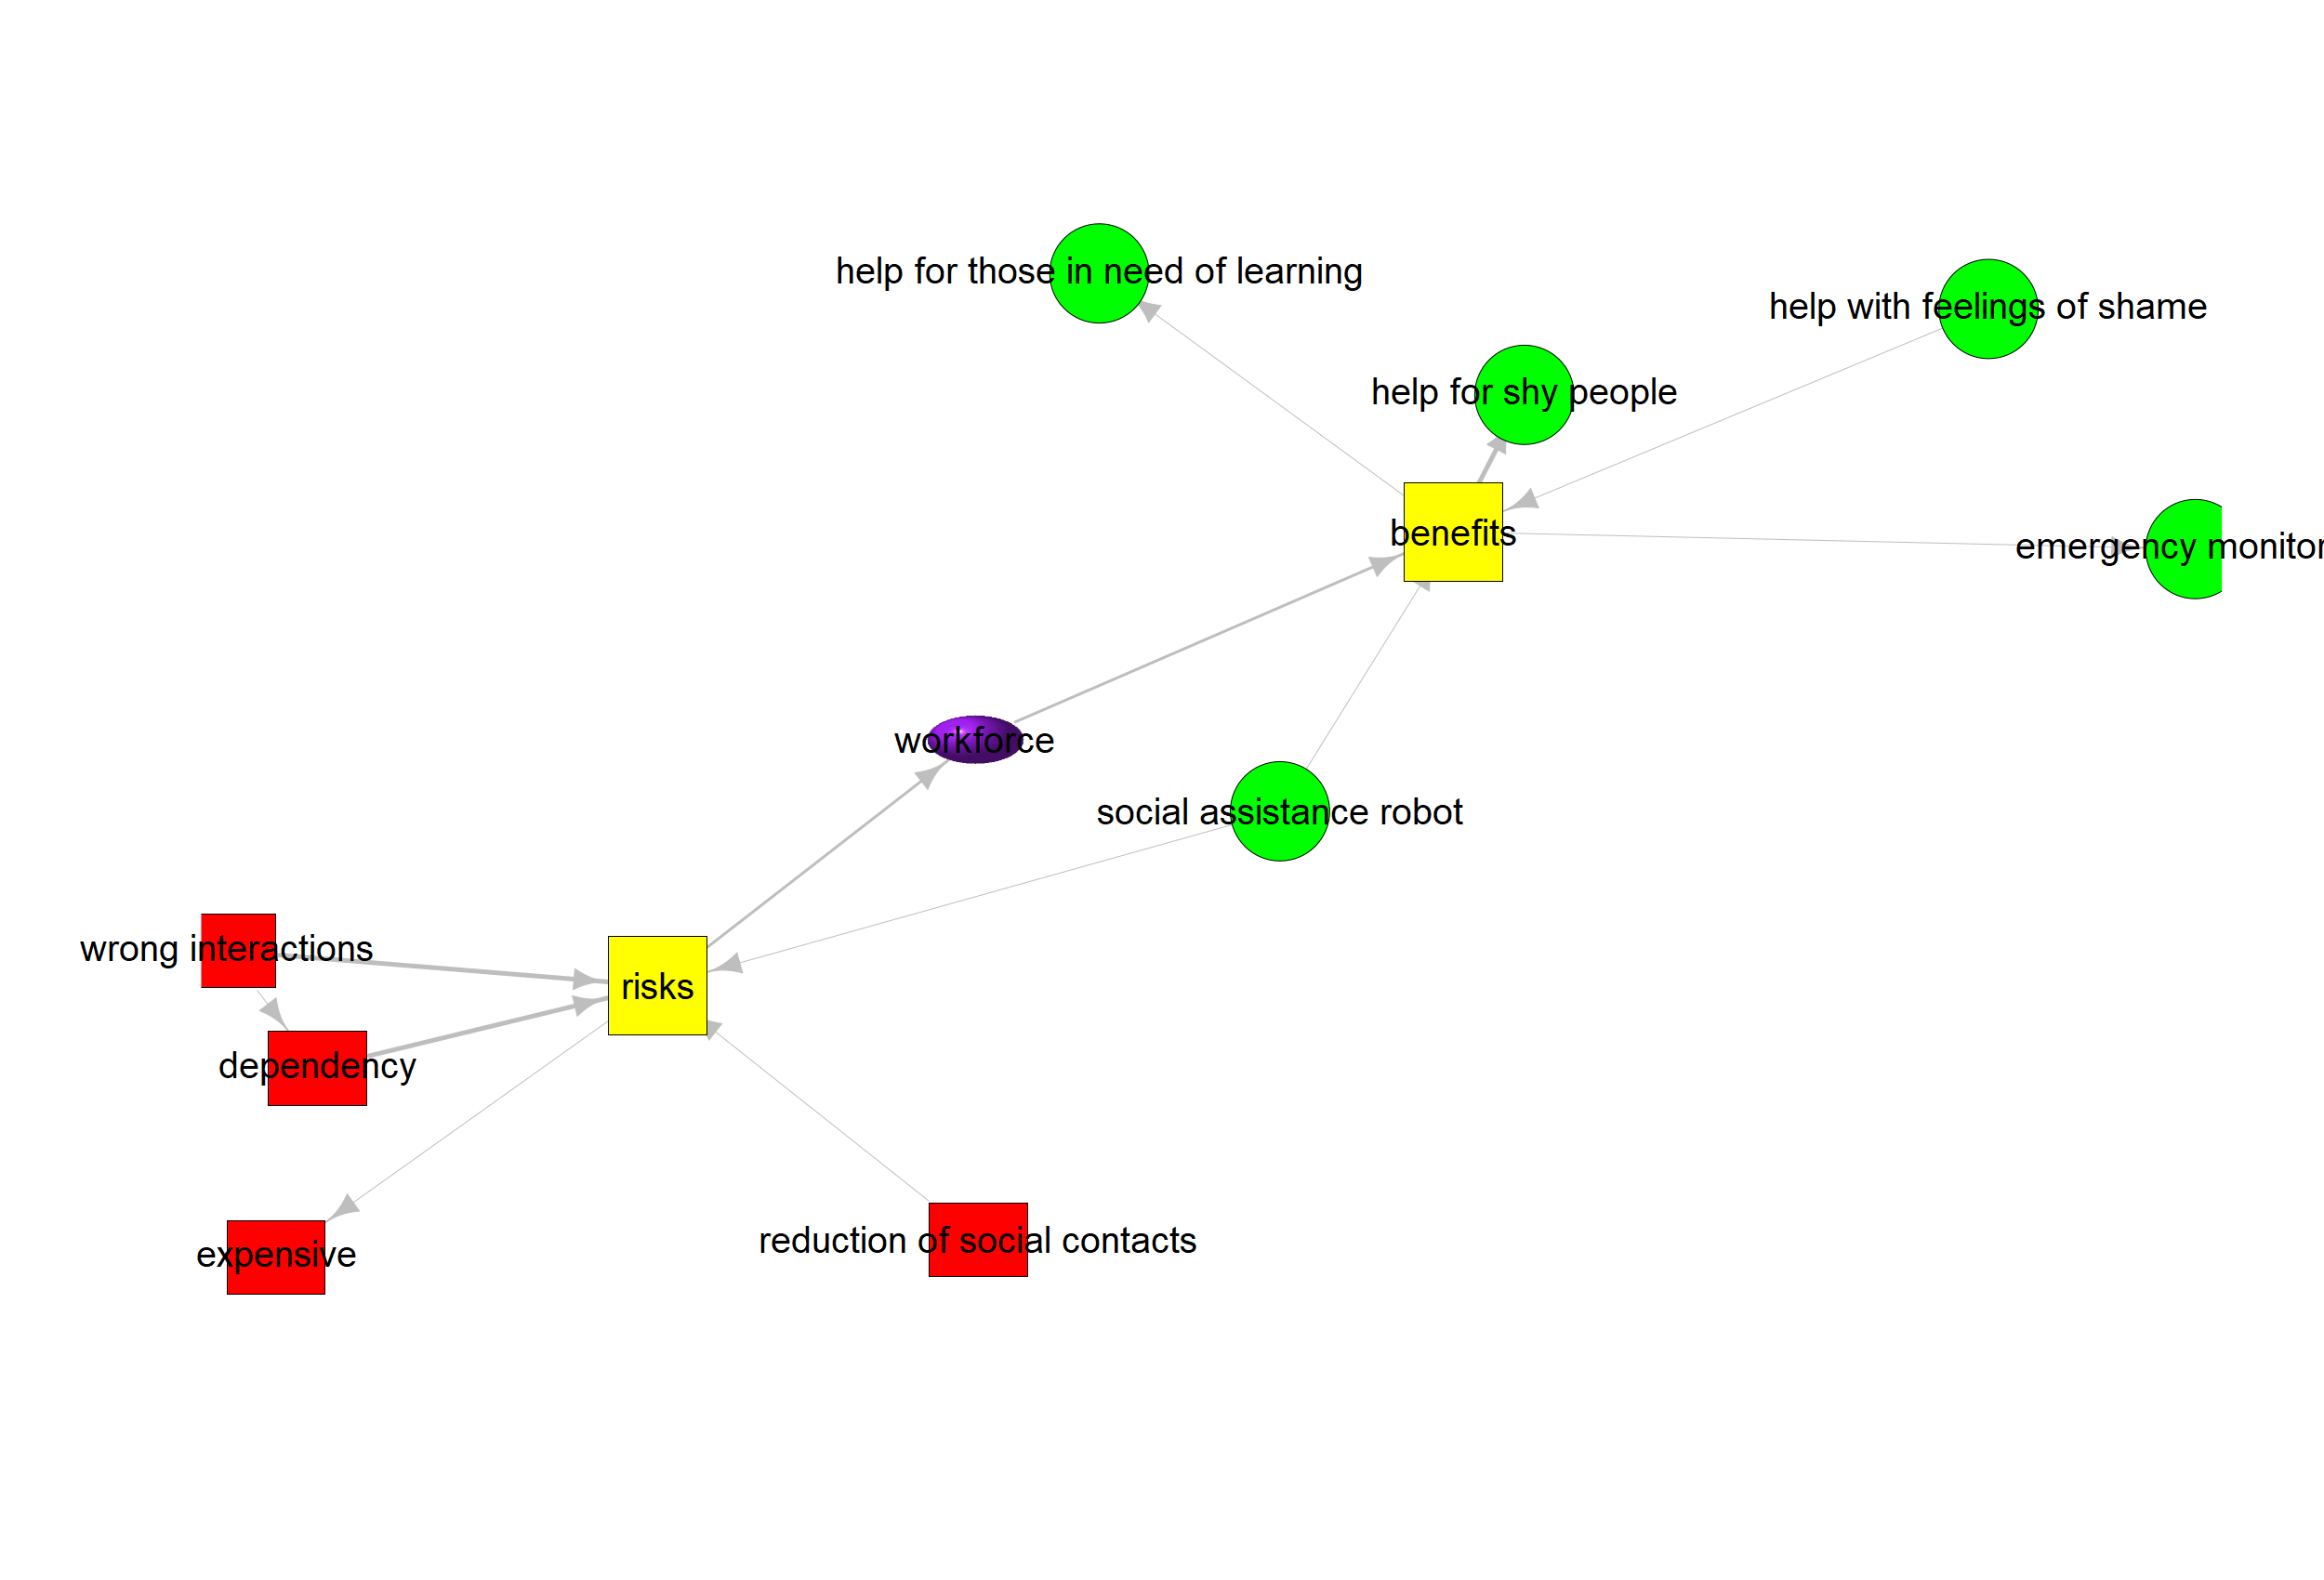 help for those in need of learning
help with feelings of shame
help for shy people
benefits
emergency monitor
workforce
social assistance robot
wrong interactions
risks
dependency
reduction of social contacts
expensive